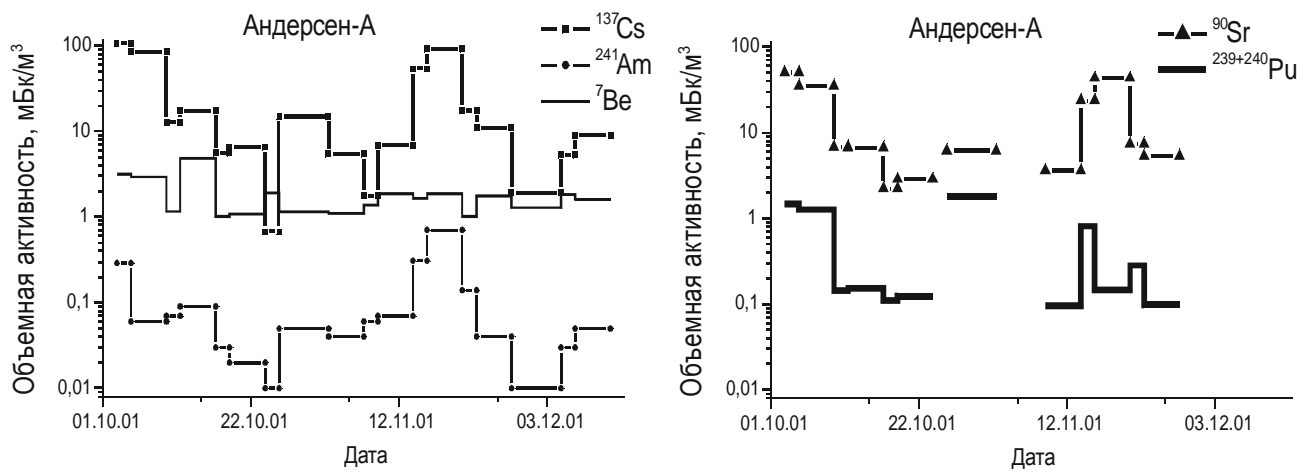 Андерсен-А
137Cs
241Am
7Be
Объемная активность, мБк/м3
100
10
1
0,1
0,01
01.10.01 22.10.01 12.11.01 03.12.01
Дата
Андерсен-А
90Sr
239+240Pu
Объемная активность, мБк/м3
100
10
1
0,1
0,01
01.10.01 22.10.01 12.11.01 03.12.01
Дата